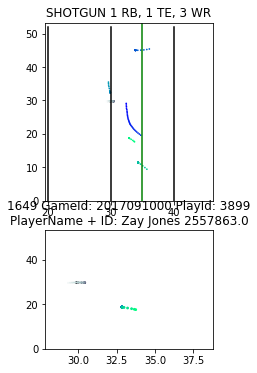 SHOTGUN 1 RB, 1 TE, 3 WR
50
40
30
20
10
0
20 30 40
1649 GameId: 2017091000 PlayId: 3899
PlayerName + ID: Zay Jones 2557863.0
40
20
0
30.0 32.5 35.0 37.5